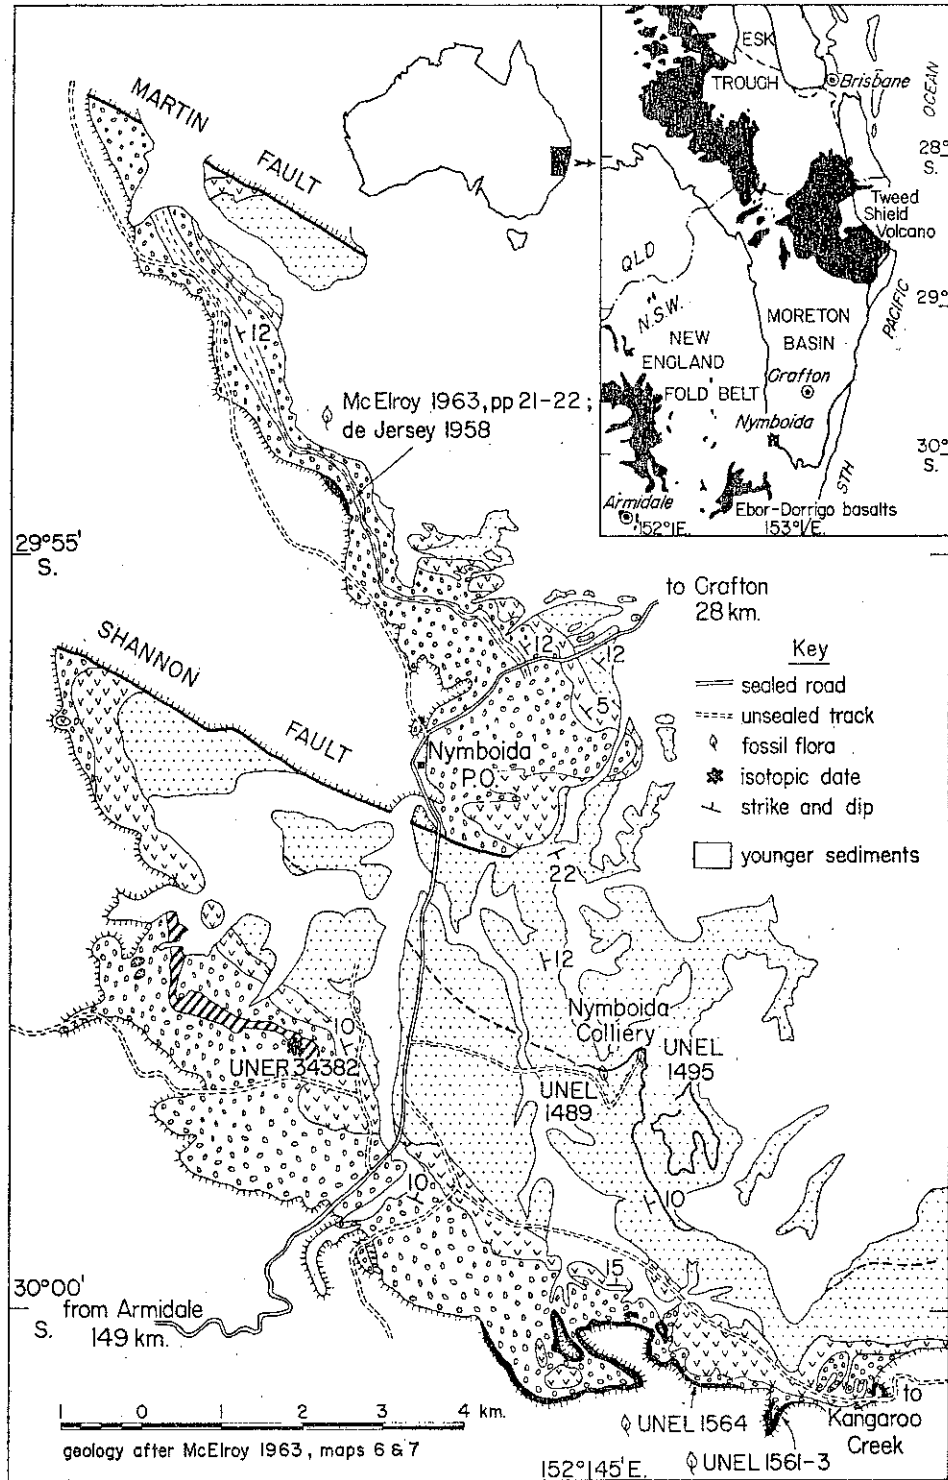 MARTIN
FAULT
McElroy 1963, pp 21-22;
de Jersey 1958
ESK
TROUGH
Brisbane
OCEAN
28°
S.
Tweed
Shield
Volcano
QLD
N.S.W.
29°
PACIFIC
MORETON
BASIN
NEW
ENGLAND
FOLD BELT
Grafton
Nymboida
30°
S.
STH
Armidale
152°E.
Ebor-Dorrigo basalts
153°E.
12
29°55'
S.
to Grafton
28 km.
Key
sealed road
unsealed track
fossil flora
isotopic date
strike and dip
younger sediments
SHANNON
FAULT
12
12
5
Nymboida
P.O.
22
12
Nymboida
Colliery
UNEL
1495
UNEL
1489
10
UNER 34382
10
10
15
30°00'
S.
from Armidale
149 km.
1 0 1 2 3 4 km.
geology after McElroy 1963, maps 6 & 7
to
Kangaroo
Creek
UNEL 1564
UNEL 1561-3
152°45'E.